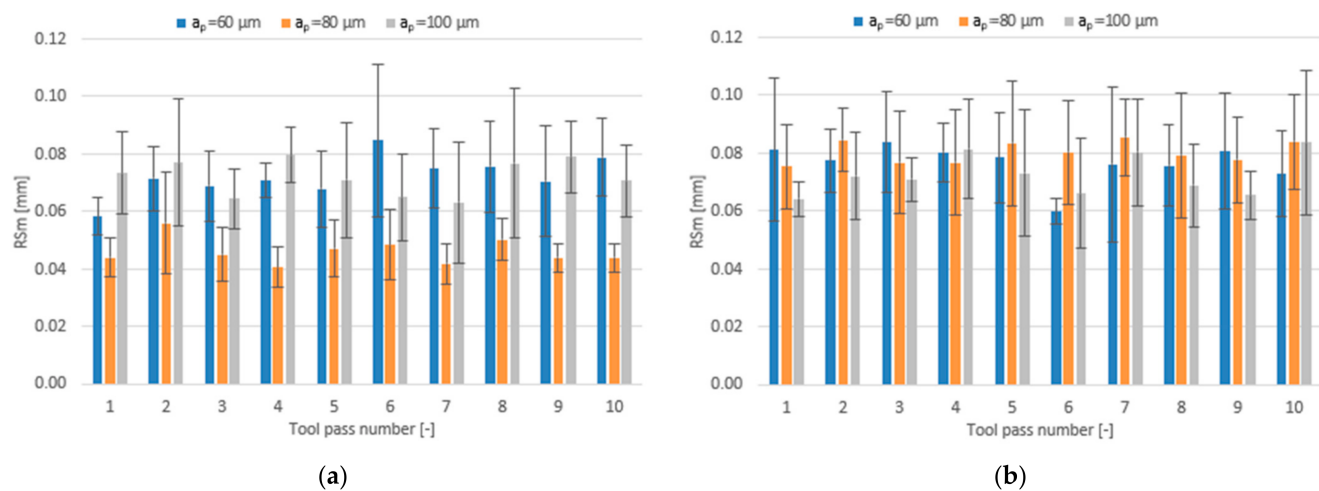 aₚ=60 µm aₚ=80 µm aₚ=100 µm
0.12
0.10
0.08
0.06
0.04
0.02
0.00
RSm [mm]
1 2 3 4 5 6 7 8 9 10
Tool pass number [-]
(a)
aₚ=60 µm aₚ=80 µm aₚ=100 µm
0.12
0.10
0.08
0.06
0.04
0.02
0.00
RSm [mm]
1 2 3 4 5 6 7 8 9 10
Tool pass number [-]
(b)